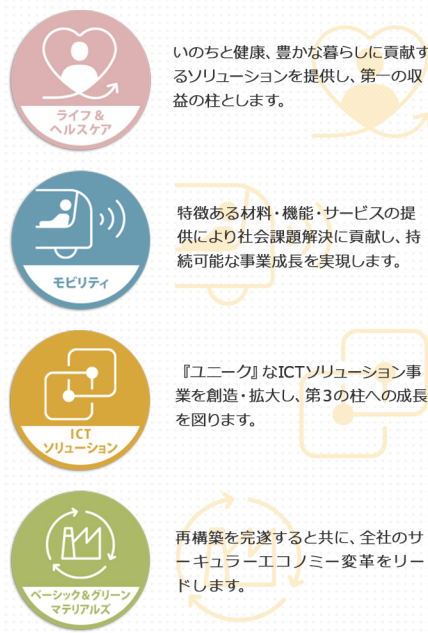 ライフ &
ヘルスケア
いのちと健康、豊かな暮らしに貢献す
るソリューションを提供し、第一の収
益の柱とします。
モビリティ
特徴ある材料・機能・サービスの提
供により社会課題解決に貢献し、持
続可能な事業成長を実現します。
ICT
ソリューション
『ユニーク』なICTソリューション事
業を創造・拡大し、第3の柱への成長
を図ります。
ベーシック&グリーン
マテリアルズ
再構築を完遂すると共に、全社のサ
ーキュラーエコノミー変革をリー
ドします。